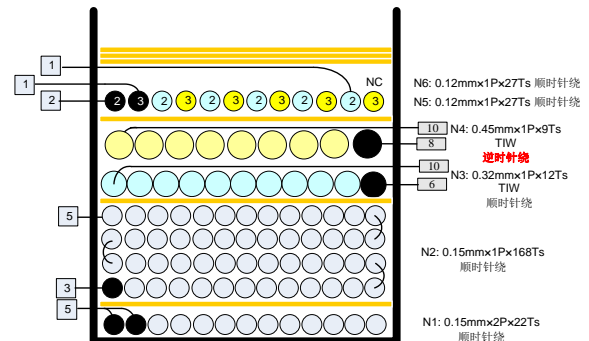 1
NC
1
2
2 3 2 3 2 3 2 3 2 3 2 3
N6: 0.12mm×1P×27Ts 顺时针绕
N5: 0.12mm×1P×27Ts 顺时针绕
10
8
N4: 0.45mm×1P×9Ts
TIW
逆时针绕
10
6
N3: 0.32mm×1P×12Ts
TIW
顺时针绕
5
N2: 0.15mm×1P×168Ts
顺时针绕
3
5
N1: 0.15mm×2P×22Ts
顺时针绕